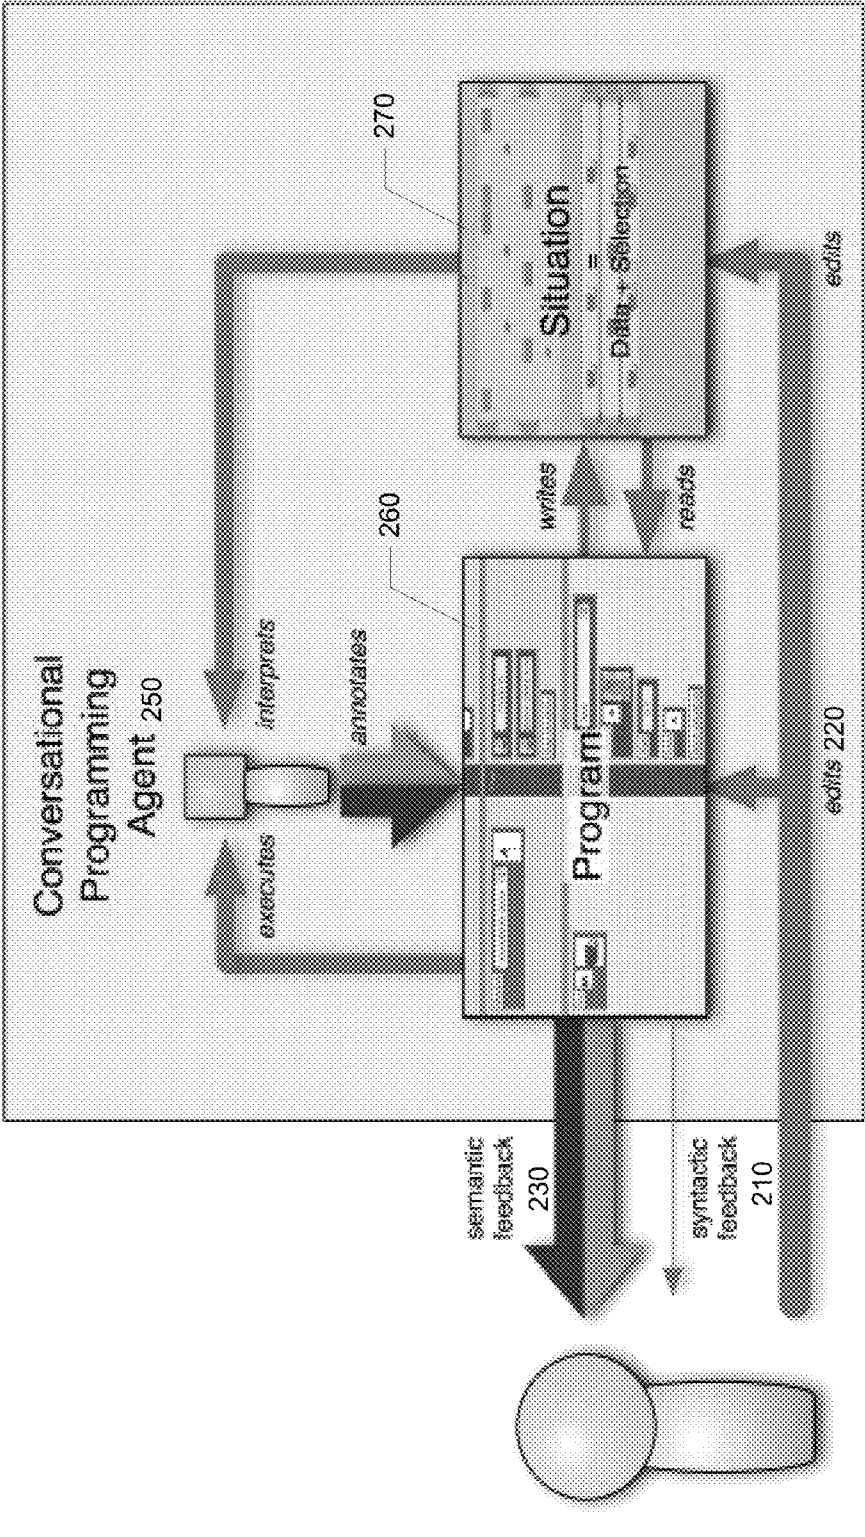 Conversational
Programming
Agent 250
executes
interprets
annotates
260
270
Program
writes
reads
Situation
=
Data + Selection
semantic
feedback
230
syntactic
feedback
210
edits 220
edits